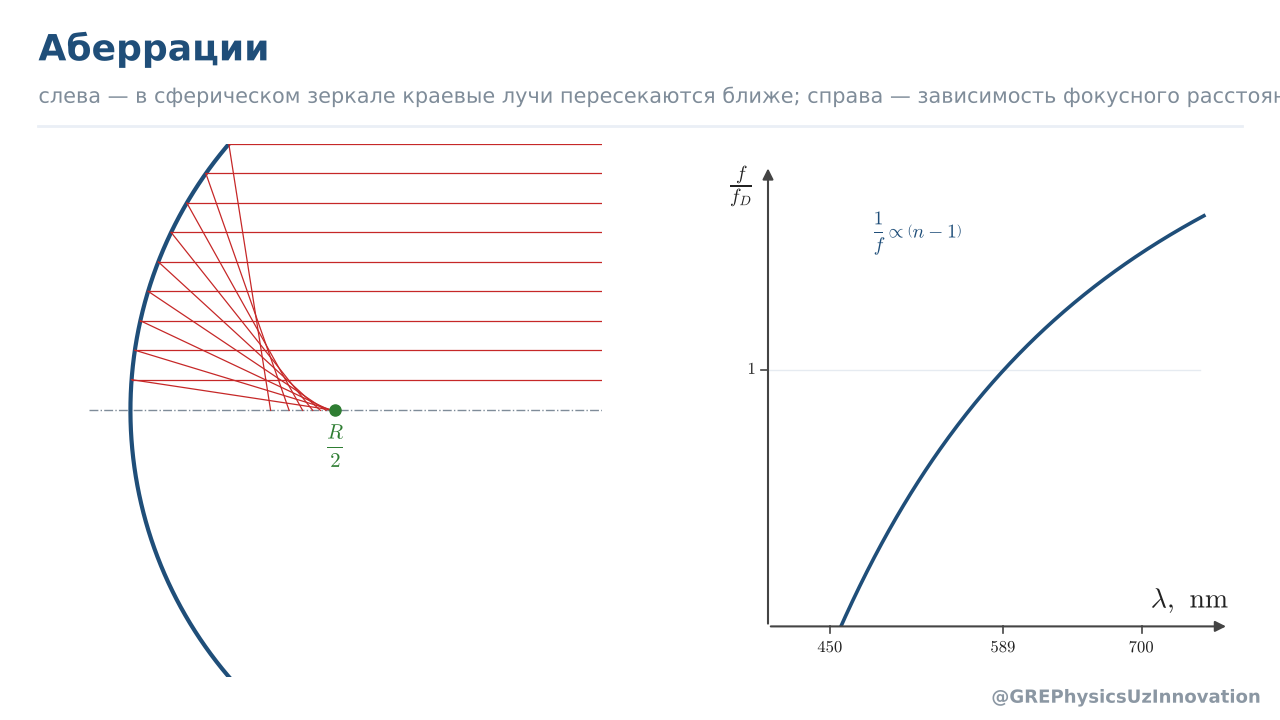 Аберрации
слева — в сферическом зеркале краевые лучи пересекаются ближе; справа — зависимость фокусного
f/f_D
1/f ∝ (n − 1)
1
R/2
λ, nm
450 589 700
@GREPhysicsUzInnovation